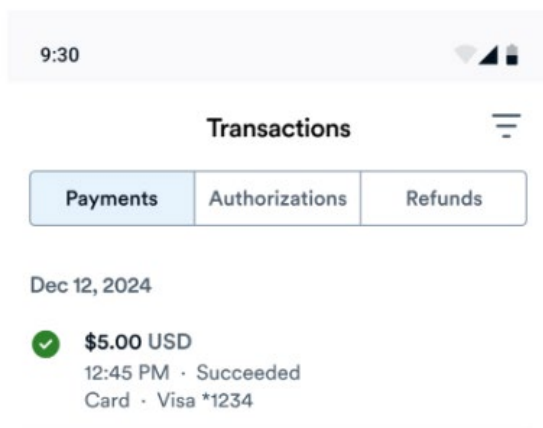 9:30
Transactions
Payments Authorizations Refunds
Dec 12, 2024
$5.00 USD
12:45 PM · Succeeded
Card · Visa *1234